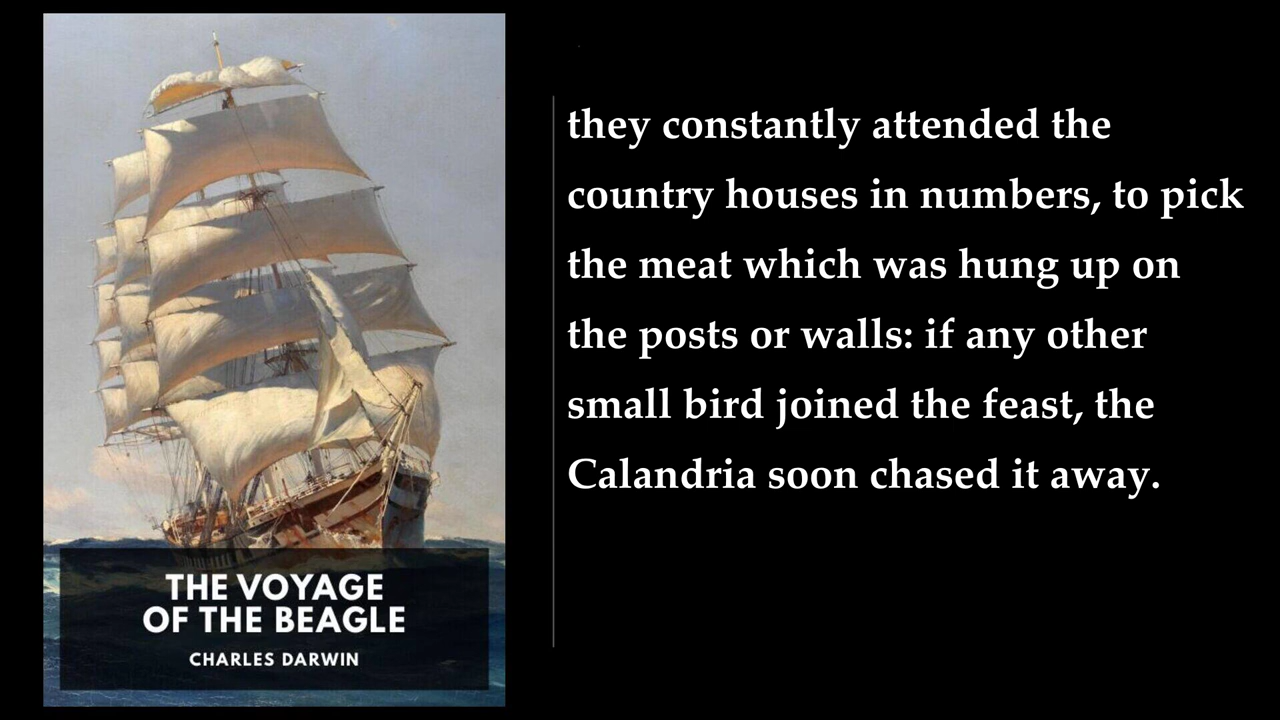 THE VOYAGE
OF THE BEAGLE
CHARLES DARWIN
they constantly attended the
country houses in numbers, to pick
the meat which was hung up on
the posts or walls: if any other
small bird joined the feast, the
Calandria soon chased it away.